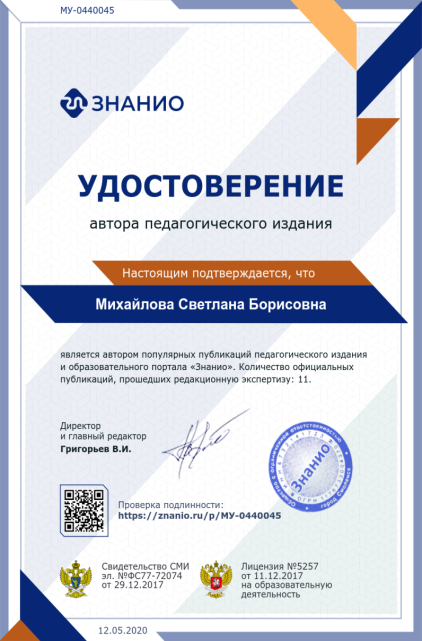 МУ-0440045
ЗНАНИО
УДОСТОВЕРЕНИЕ
автора педагогического издания
Настоящим подтверждается, что
Михайлова Светлана Борисовна
является автором популярных публикаций педагогического издания
и образовательного портала «Знанио». Количество официальных
публикаций, прошедших редакционную экспертизу: 11.
Директор
и главный редактор
Григорьев В.И.
Знанио
Проверка подлинности:
https://znanio.ru/p/МУ-0440045
Свидетельство СМИ
эл. №ФС77-72074
от 29.12.2017
Лицензия №5257
от 11.12.2017
на образовательную
деятельность
12.05.2020